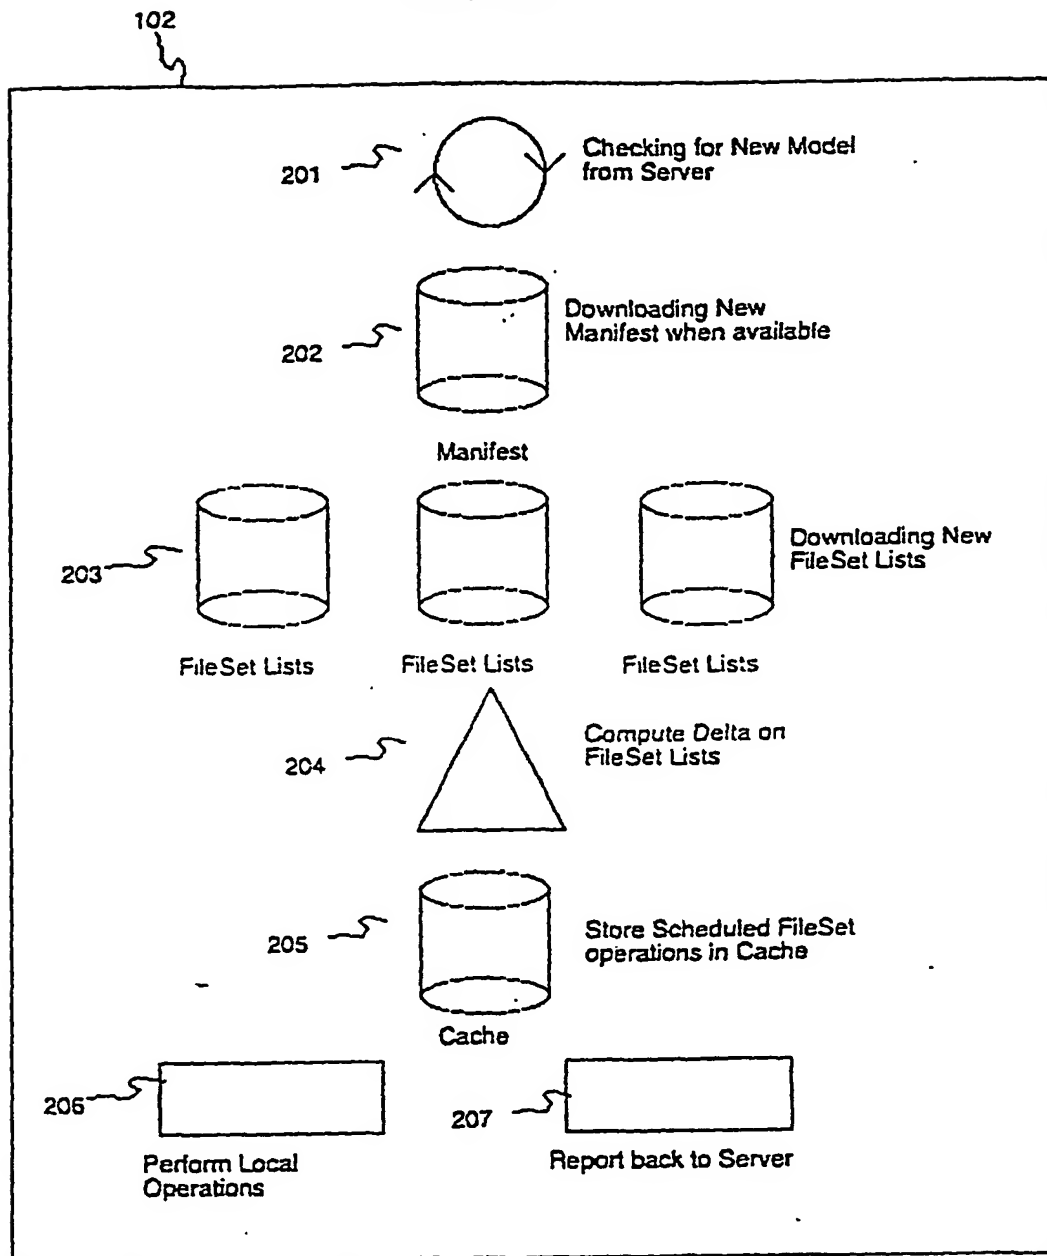 102
201
Checking for New Model
from Server
202
Downloading New
Manifest when available
Manifest
203
Downloading New
FileSet Lists
FileSet Lists
FileSet Lists
FileSet Lists
204
Compute Delta on
FileSet Lists
205
Store Scheduled FileSet
operations in Cache
Cache
206
207
Perform Local
Operations
Report back to Server